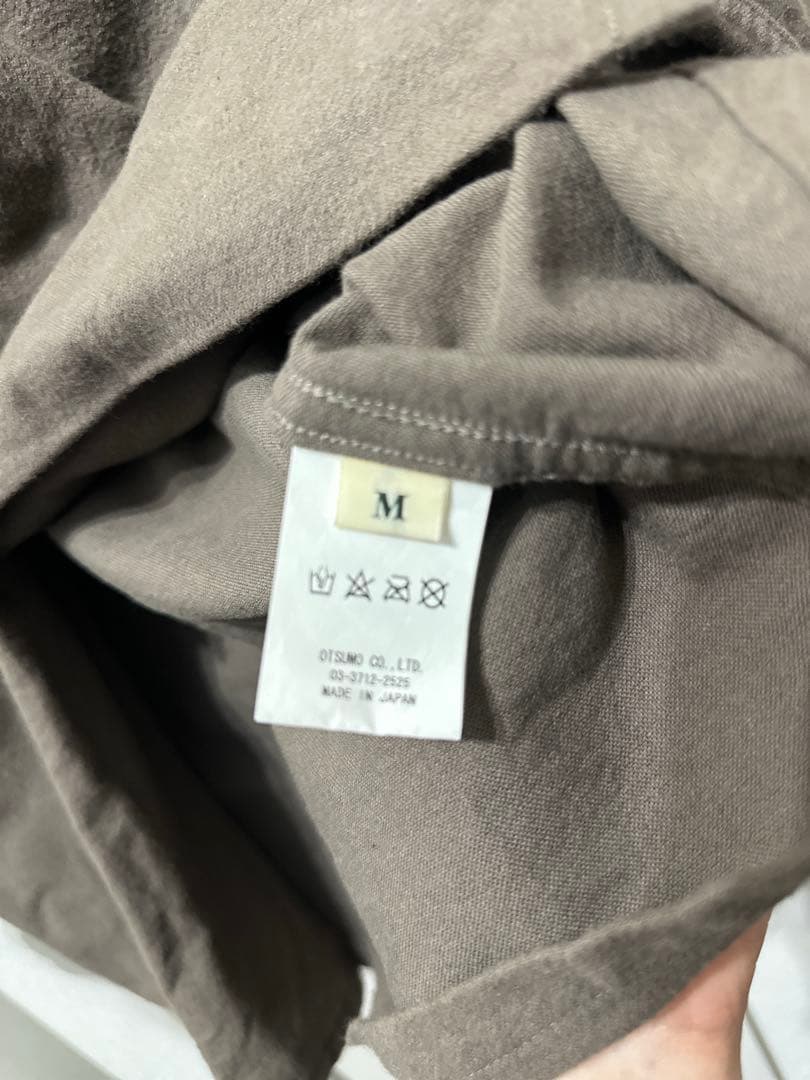 M
OTSUMO CO.,LTD.
03-3712-2525
MADE IN JAPAN